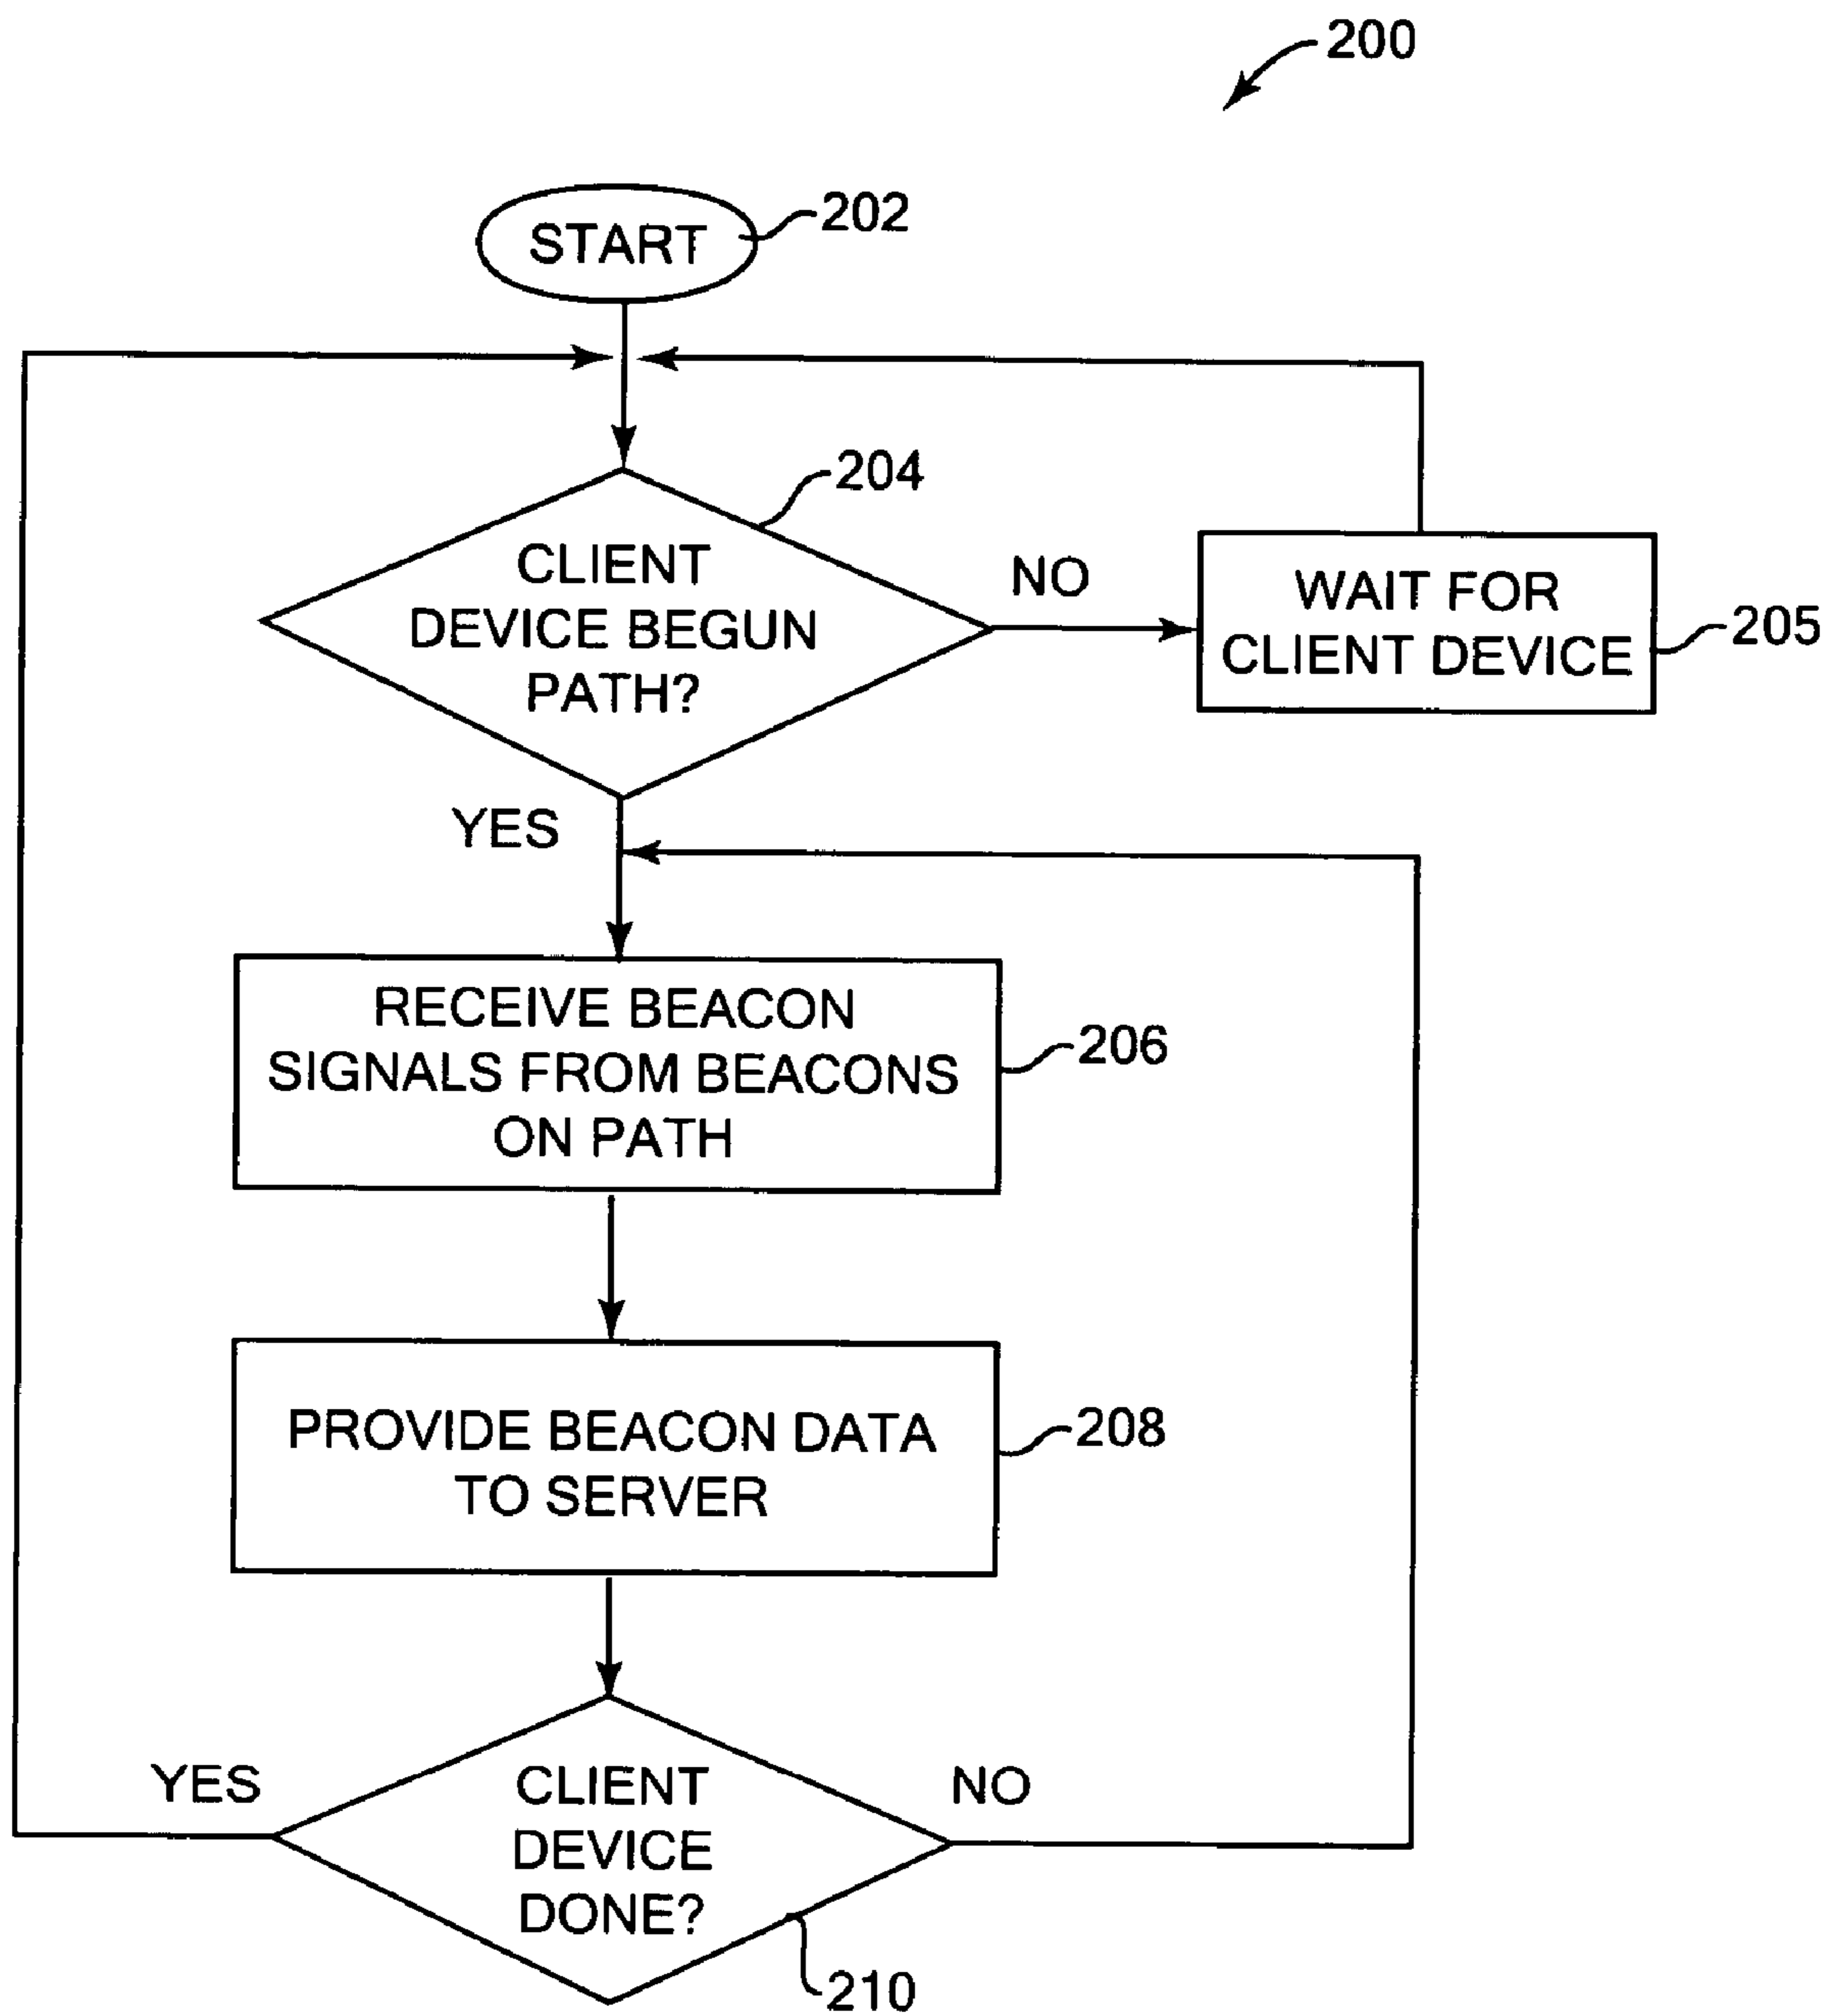 200
START
202
204
CLIENT
DEVICE BEGUN
PATH?
NO
WAIT FOR
CLIENT DEVICE
205
YES
RECEIVE BEACON
SIGNALS FROM BEACONS
ON PATH
206
PROVIDE BEACON DATA
TO SERVER
208
YES
CLIENT
DEVICE
DONE?
NO
210